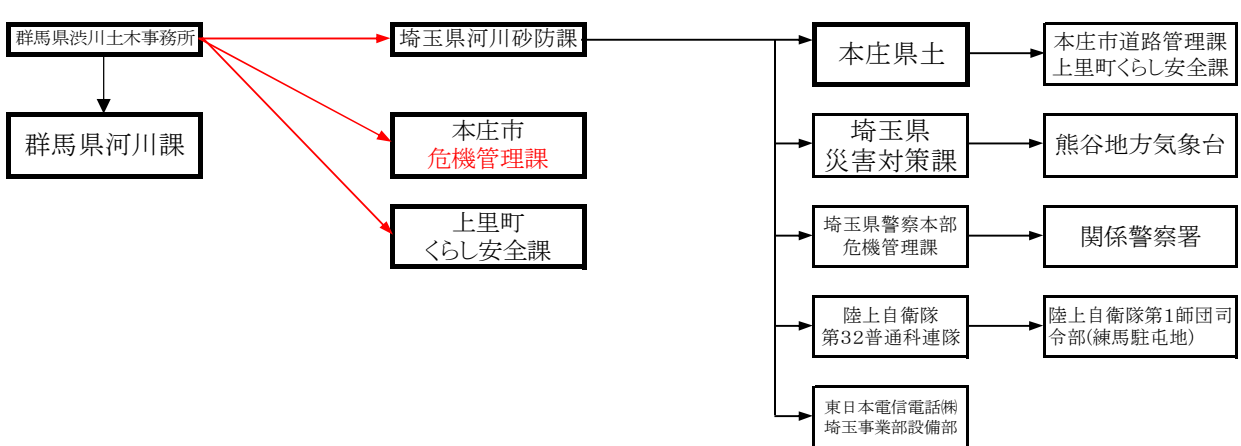 群馬県渋川土木事務所
埼玉県河川砂防課
本庄県土
本庄市道路管理課
上里町くらし安全課
群馬県河川課
本庄市
危機管理課
埼玉県
災害対策課
熊谷地方気象台
上里町
くらし安全課
埼玉県警察本部
危機管理課
関係警察署
陸上自衛隊
第32普通科連隊
陸上自衛隊第1師団司
令部(練馬駐屯地)
東日本電信電話㈱
埼玉事業部設備部